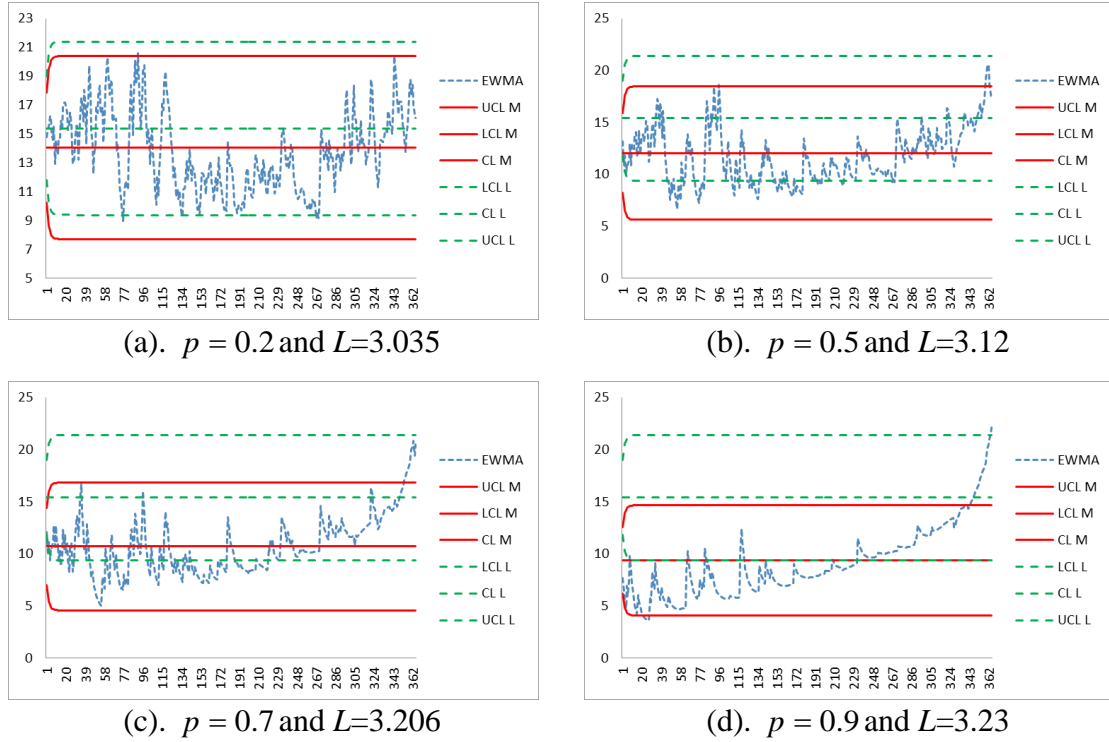 23
21
19
17
15
13
11
9
7
5
1 20 39 58 77 96 115 134 153 172 191 210 229 248 267 286 305 324 343 362
EWMA
UCL M
LCL M
CL M
LCL L
CL L
UCL L
(a). p = 0.2 and L=3.035
25
20
15
10
5
0
1 20 39 58 77 96 115 134 153 172 191 210 229 248 267 286 305 324 343 362
EWMA
UCL M
LCL M
CL M
LCL L
CL L
UCL L
(b). p = 0.5 and L=3.12
25
20
15
10
5
0
1 20 39 58 77 96 115 134 153 172 191 210 229 248 267 286 305 324 343 362
EWMA
UCL M
LCL M
CL M
LCL L
CL L
UCL L
(c). p = 0.7 and L=3.206
25
20
15
10
5
0
1 20 39 58 77 96 115 134 153 172 191 210 229 248 267 286 305 324 343 362
EWMA
UCL M
LCL M
CL M
LCL L
CL L
UCL L
(d). p = 0.9 and L=3.23